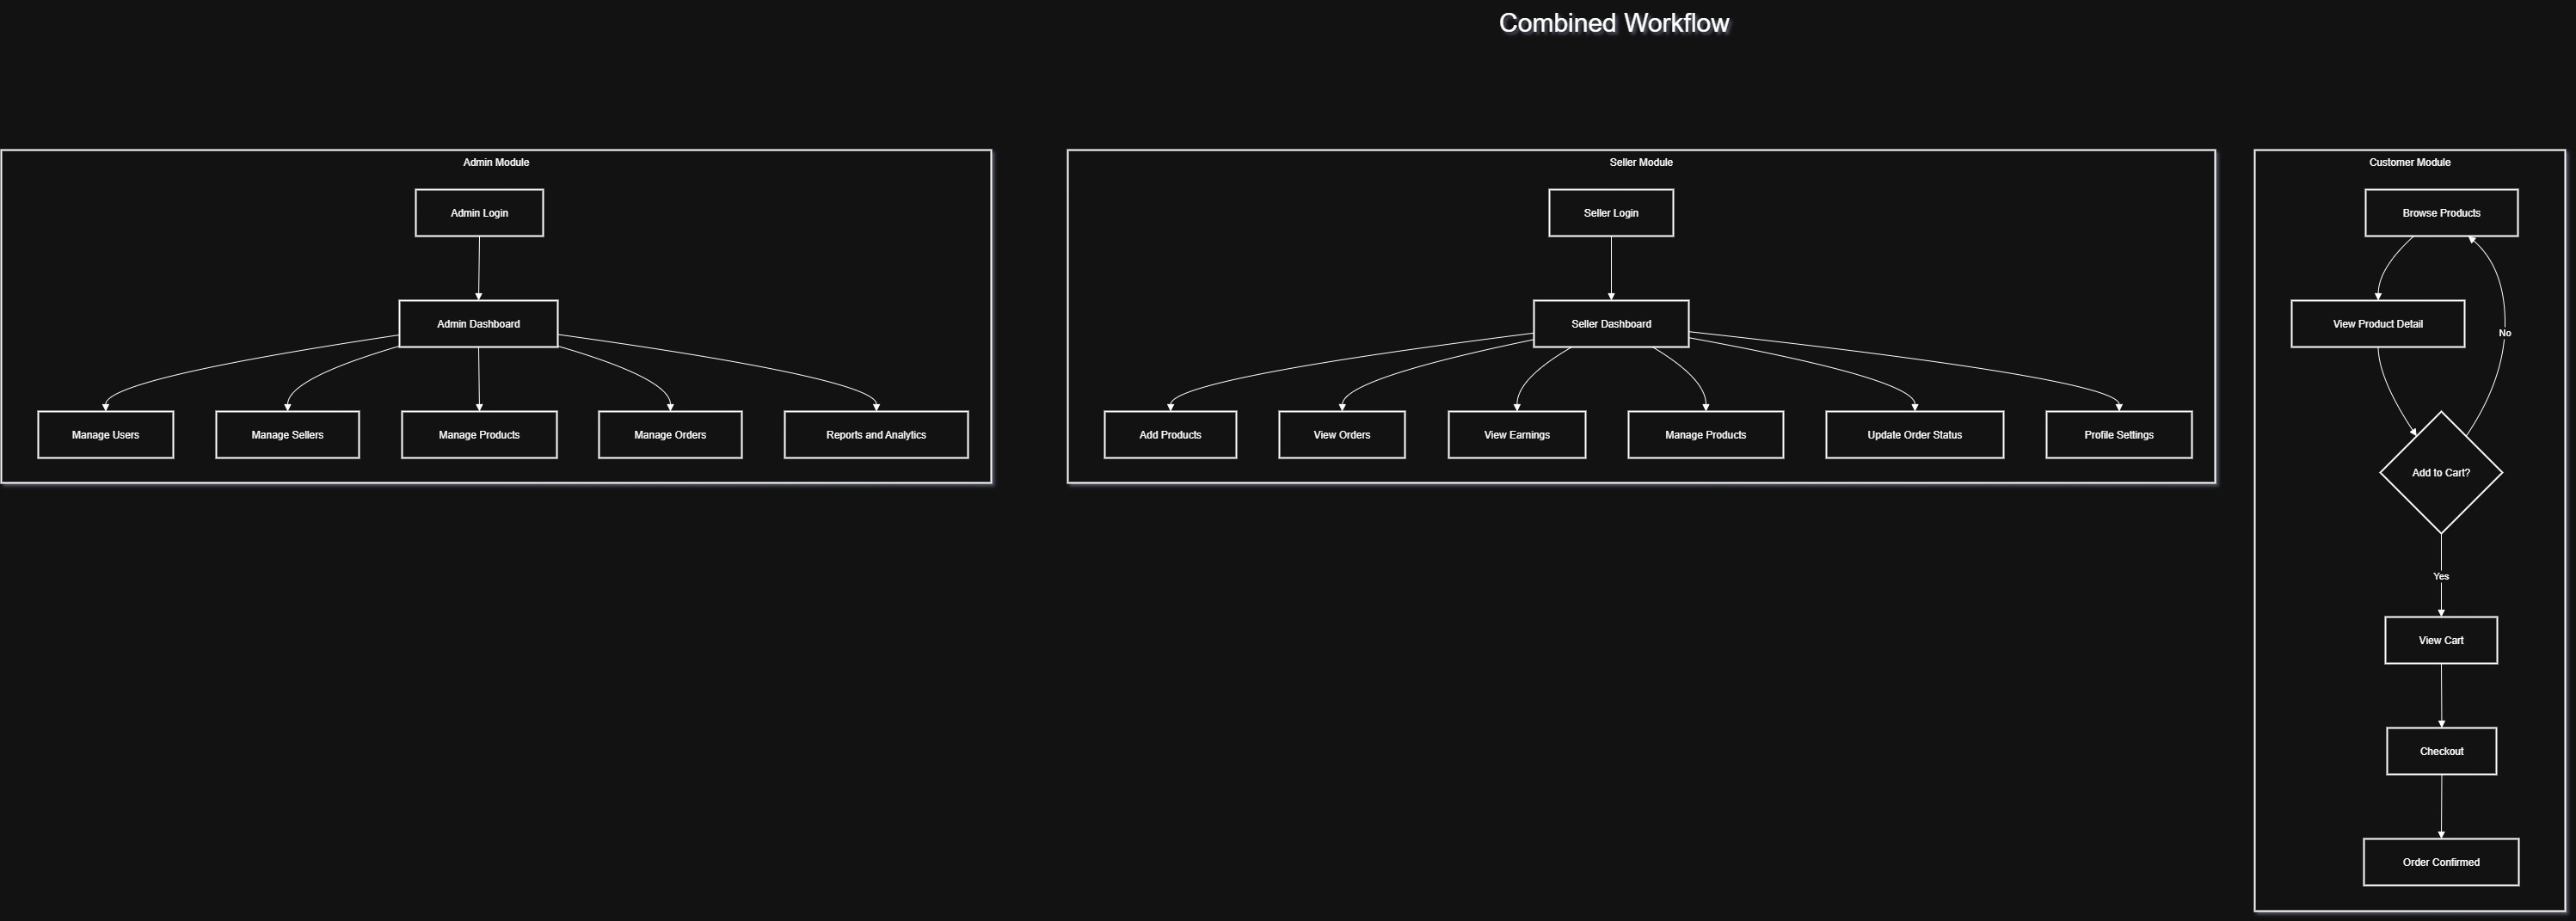 Combined Workflow
Admin Module
Admin Login
Admin Dashboard
Manage Users
Manage Sellers
Manage Products
Manage Orders
Reports and Analytics
Seller Module
Seller Login
Seller Dashboard
Add Products
View Orders
View Earnings
Manage Products
Update Order Status
Profile Settings
Customer Module
Browse Products
View Product Detail
No
Add to Cart?
Yes
View Cart
Checkout
Order Confirmed